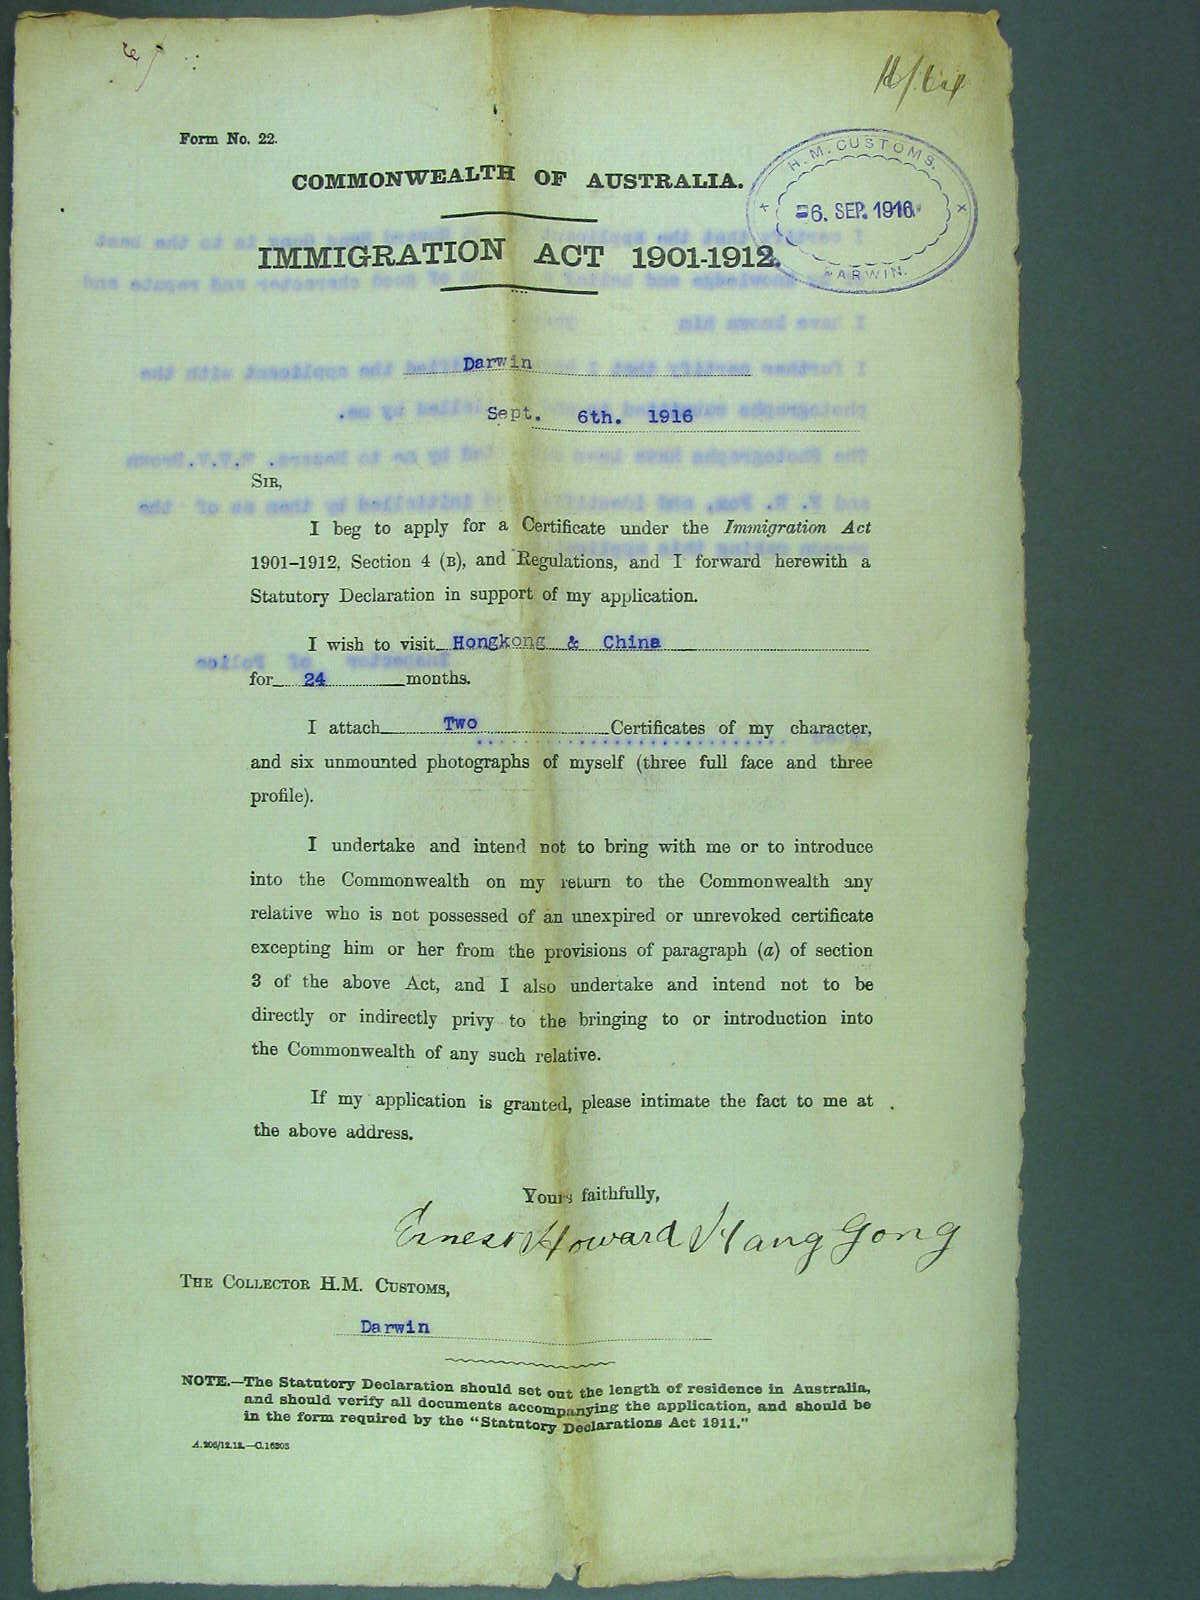 Form No. 22.
COMMONWEALTH OF AUSTRALIA.
H.M. CUSTOMS.
6. SEP. 1916.
DARWIN.
IMMIGRATION ACT 1901-1912.
Darwin
Sept. 6th. 1916
SIR,
I beg to apply for a Certificate under the Immigration Act
1901–1912, Section 4 (B), and Regulations, and I forward herewith a
Statutory Declaration in support of my application.
I wish to visit Hongkong & China
for 24 months.
I attach Two Certificates of my character,
and six unmounted photographs of myself (three full face and three
profile).
I undertake and intend not to bring with me or to introduce
into the Commonwealth on my return to the Commonwealth any
relative who is not possessed of an unexpired or unrevoked certificate
excepting him or her from the provisions of paragraph (a) of section
3 of the above Act, and I also undertake and intend not to be
directly or indirectly privy to the bringing to or introduction into
the Commonwealth of any such relative.
If my application is granted, please intimate the fact to me at
the above address.
Yours faithfully,
Ernest Howard Hang Gong
THE COLLECTOR H.M. CUSTOMS,
Darwin
NOTE.—The Statutory Declaration should set out the length of residence in Australia,
and should verify all documents accompanying the application, and should be
in the form required by the "Statutory Declarations Act 1911."